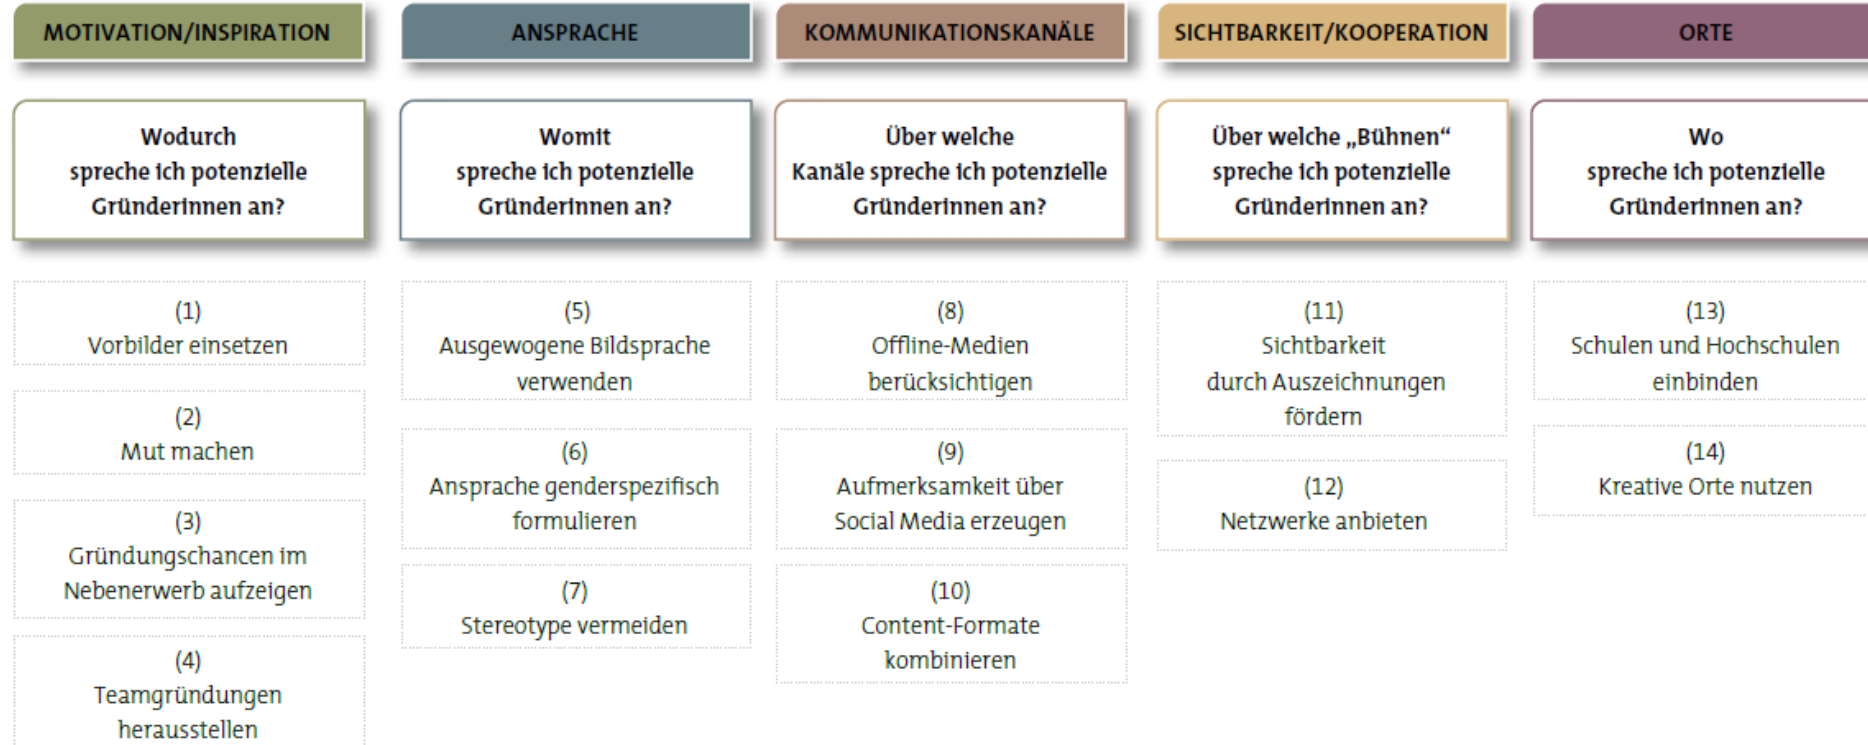 MOTIVATION/INSPIRATION
Wodurch
spreche ich potenzielle
Gründerinnen an?
(1)
Vorbilder einsetzen
(2)
Mut machen
(3)
Gründungschancen im
Nebenerwerb aufzeigen
(4)
Teamgründungen
herausstellen
ANSPRACHE
Womit
spreche ich potenzielle
Gründerinnen an?
(5)
Ausgewogene Bildsprache
verwenden
(6)
Ansprache genderspezifisch
formulieren
(7)
Stereotype vermeiden
KOMMUNIKATIONSKANÄLE
Über welche
Kanäle spreche ich potenzielle
Gründerinnen an?
(8)
Offline-Medien
berücksichtigen
(9)
Aufmerksamkeit über
Social Media erzeugen
(10)
Content-Formate
kombinieren
SICHTBARKEIT/KOOPERATION
Über welche „Bühnen“
spreche ich potenzielle
Gründerinnen an?
(11)
Sichtbarkeit
durch Auszeichnungen
fördern
(12)
Netzwerke anbieten
ORTE
Wo
spreche ich potenzielle
Gründerinnen an?
(13)
Schulen und Hochschulen
einbinden
(14)
Kreative Orte nutzen